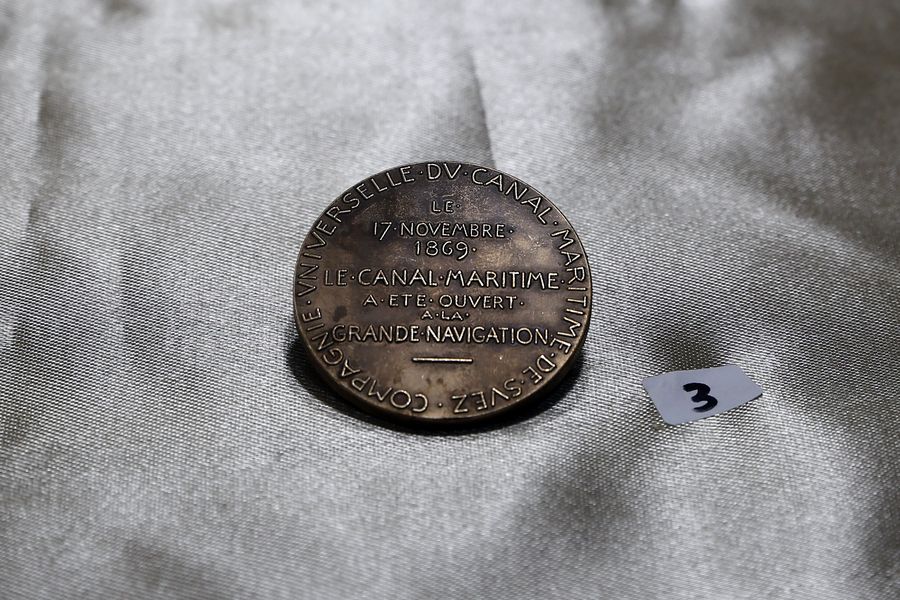 COMPAGNIE·VNIVERSELLE·DV·CANAL·MARITIME·DE·SVEZ·
LE·
17·NOVEMBRE·
1869·
LE·CANAL·MARITIME·
A·ETE·OUVERT·
A·LA·
GRANDE·NAVIGATION
3